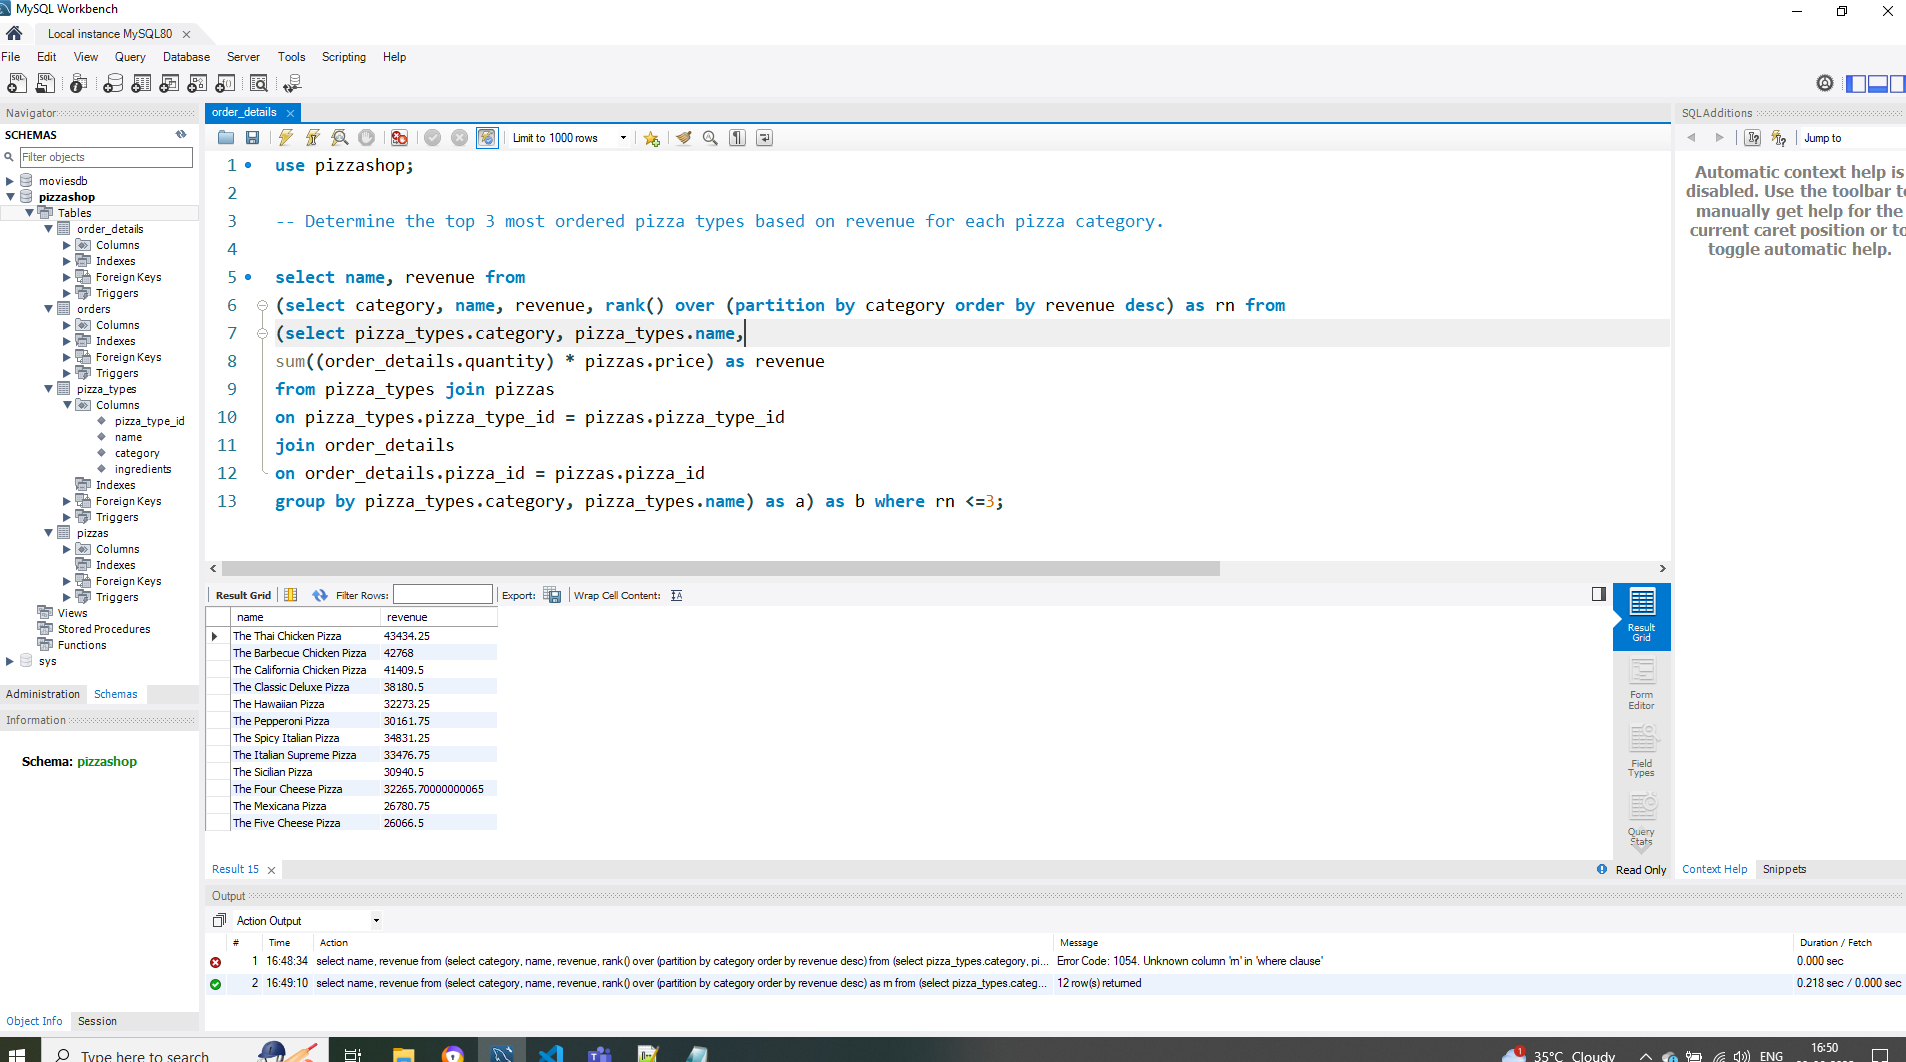 MySQL Workbench
Local instance MySQL80
File Edit View Query Database Server Tools Scripting Help
Navigator
SCHEMAS
Filter objects
moviesdb
pizzashop
Tables
order_details
Columns
Indexes
Foreign Keys
Triggers
orders
Columns
Indexes
Foreign Keys
Triggers
pizza_types
Columns
pizza_type_id
name
category
ingredients
Indexes
Foreign Keys
Triggers
pizzas
Columns
Indexes
Foreign Keys
Triggers
Views
Stored Procedures
Functions
sys
Administration Schemas
Information
Schema: pizzashop
Object Info Session
order_details
Limit to 1000 rows
1 use pizzashop;
2
3 -- Determine the top 3 most ordered pizza types based on revenue for each pizza category.
4
5 select name, revenue from
6 (select category, name, revenue, rank() over (partition by category order by revenue desc) as rn from
7 (select pizza_types.category, pizza_types.name,
8 sum((order_details.quantity) * pizzas.price) as revenue
9 from pizza_types join pizzas
10 on pizza_types.pizza_type_id = pizzas.pizza_type_id
11 join order_details
12 on order_details.pizza_id = pizzas.pizza_id
13 group by pizza_types.category, pizza_types.name) as a) as b where rn <=3;
Result Grid Filter Rows: Export: Wrap Cell Content:
name revenue
The Thai Chicken Pizza 43434.25
The Barbecue Chicken Pizza 42768
The California Chicken Pizza 41409.5
The Classic Deluxe Pizza 38180.5
The Hawaiian Pizza 32273.25
The Pepperoni Pizza 30161.75
The Spicy Italian Pizza 34831.25
The Italian Supreme Pizza 33476.75
The Sicilian Pizza 30940.5
The Four Cheese Pizza 32265.70000000065
The Mexicana Pizza 26780.75
The Five Cheese Pizza 26066.5
Result Grid
Form Editor
Field Types
Query Stats
Result 15
Read Only
SQLAdditions
Jump to
Automatic context help is
disabled. Use the toolbar to
manually get help for the
current caret position or to
toggle automatic help.
Context Help Snippets
Output
Action Output
# Time Action Message Duration / Fetch
1 16:48:34 select name, revenue from (select category, name, revenue, rank() over (partition by category order by revenue desc) from (select pizza_types.category, pi... Error Code: 1054. Unknown column 'rn' in 'where clause' 0.000 sec
2 16:49:10 select name, revenue from (select category, name, revenue, rank() over (partition by category order by revenue desc) as rn from (select pizza_types.categ... 12 row(s) returned 0.218 sec / 0.000 sec
Type here to search
1
35°C Cloudy
ENG
16:50